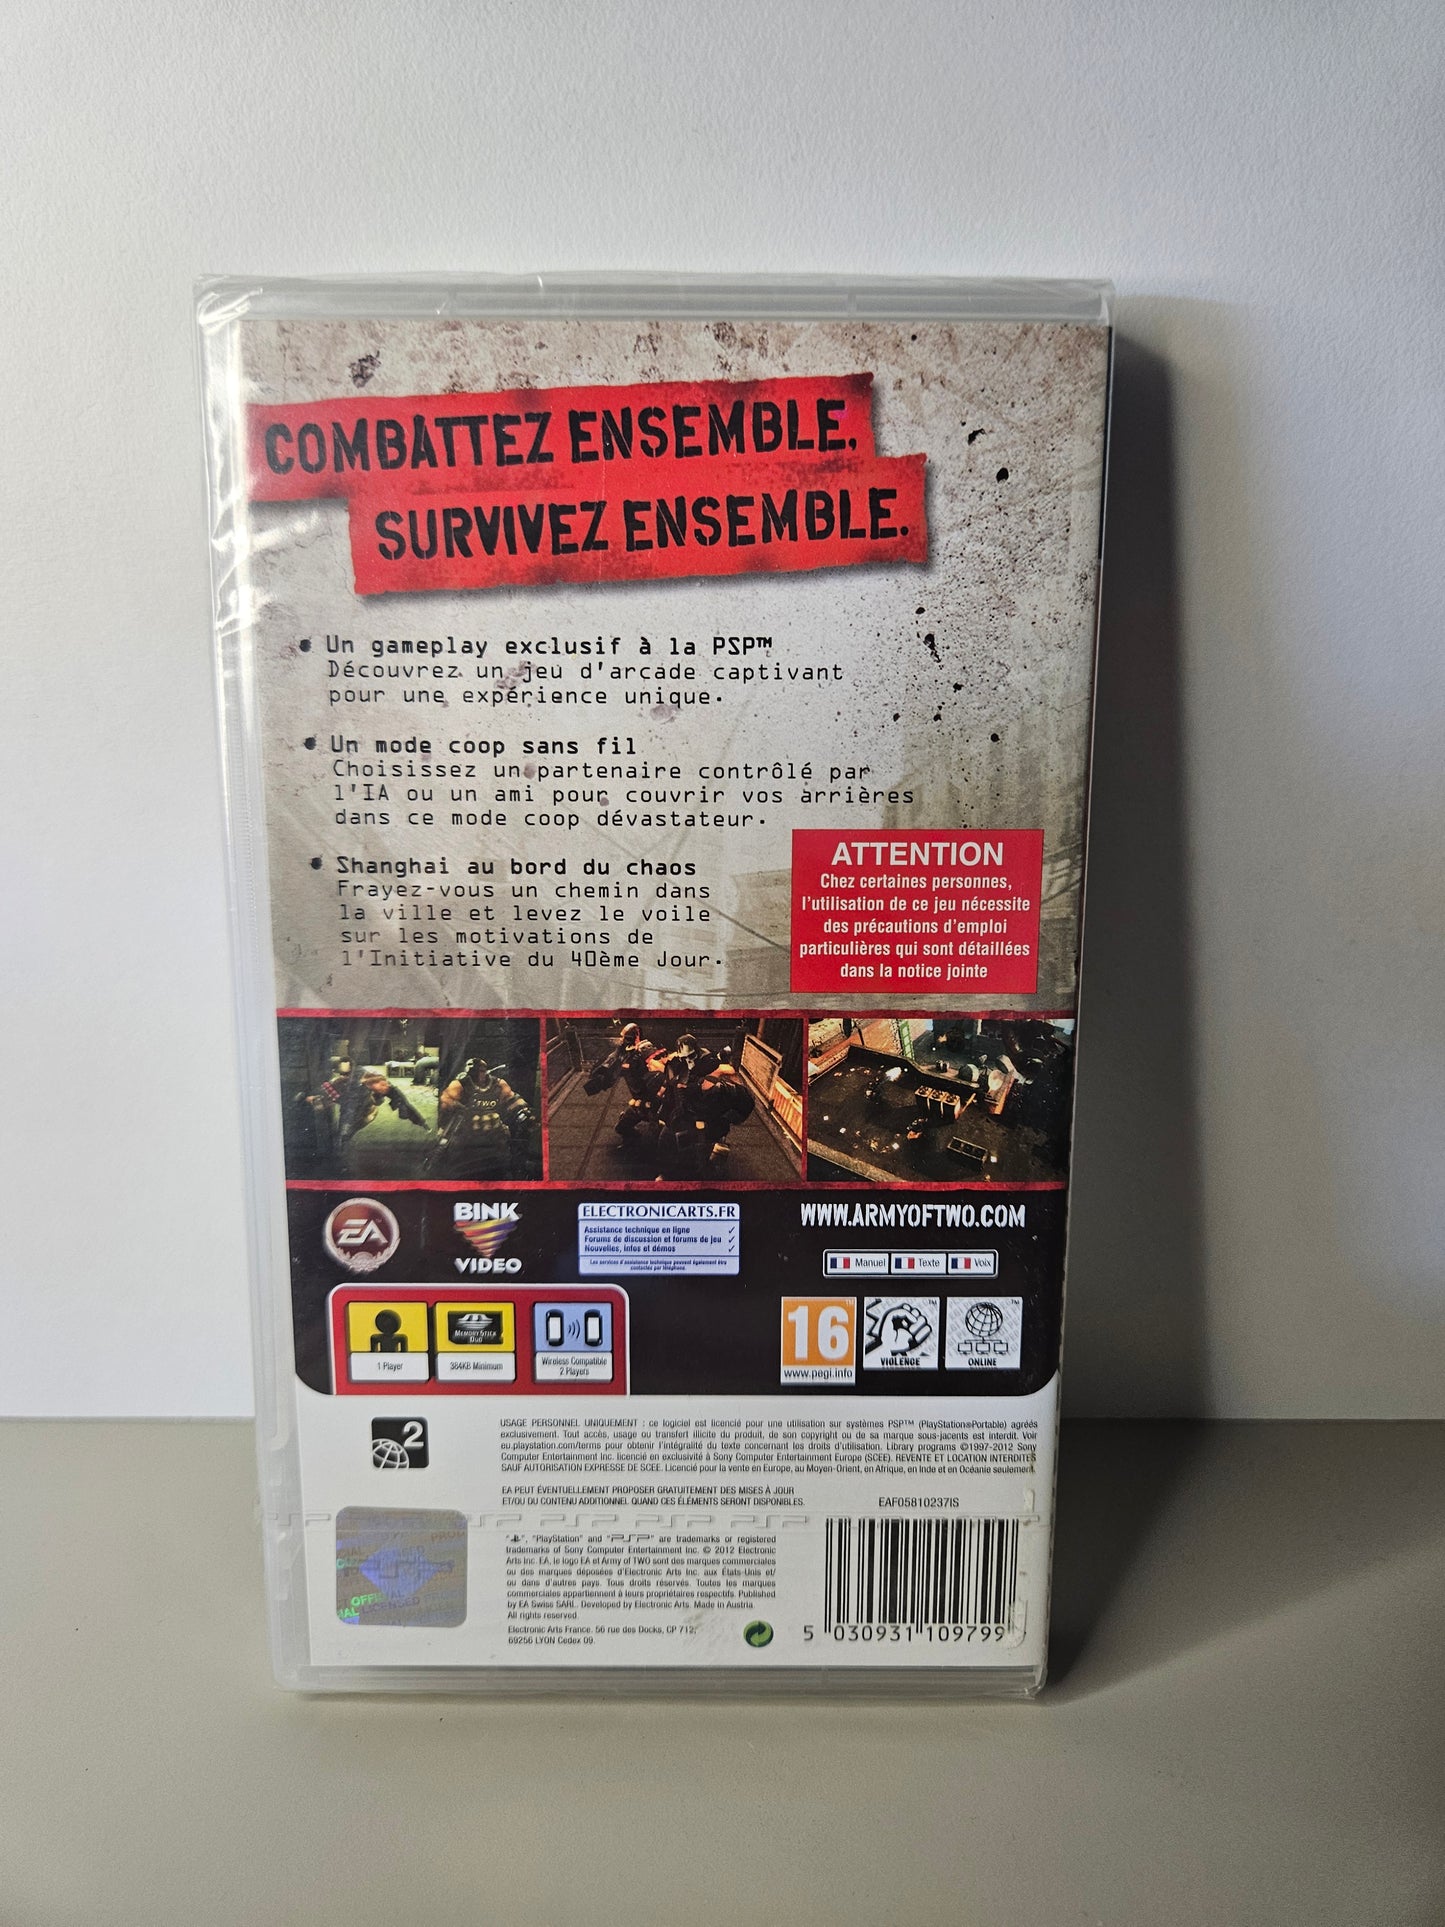 COMBATTEZ ENSEMBLE,
SURVIVEZ ENSEMBLE.
Un gameplay exclusif à la PSP™
Découvrez un jeu d'arcade captivant
pour une expérience unique.
Un mode coop sans fil
Choisissez un partenaire contrôlé par
l'IA ou un ami pour couvrir vos arrières
dans ce mode coop dévastateur.
Shanghai au bord du chaos
Frayez-vous un chemin dans
la ville et levez le voile
sur les motivations de
l'Initiative du 40ème Jour.
ATTENTION
Chez certaines personnes,
l'utilisation de ce jeu nécessite
des précautions d'emploi
particulières qui sont détaillées
dans la notice jointe
TWO
EA
BINK
VIDEO
ELECTRONICARTS.FR
Assistance technique en ligne ✓
Forums de discussion et forums de jeu ✓
Nouvelles, infos et démos ✓
Les services d'assistance technique peuvent également être
contactés par téléphone.
WWW.ARMYOFTWO.COM
Manuel Texte Voix
1 Player
MEMORY STICK
DUO
384KB Minimum
Wireless Compatible
2 Players
16
www.pegi.info
VIOLENCE
ONLINE
2
USAGE PERSONNEL UNIQUEMENT : ce logiciel est licencié pour une utilisation sur systèmes PSP™ (PlayStation®Portable) agréés
exclusivement. Tout accès, usage ou transfert illicite du produit, de son copyright ou de sa marque sous-jacents est interdit. Voir
eu.playstation.com/terms pour obtenir l'intégralité du texte concernant les droits d'utilisation. Library programs ©1997-2012 Sony
Computer Entertainment Inc. licencié en exclusivité à Sony Computer Entertainment Europe (SCEE). REVENTE ET LOCATION INTERDITES
SAUF AUTORISATION EXPRESSE DE SCEE. Licencié pour la vente en Europe, au Moyen-Orient, en Afrique, en Inde et en Océanie seulement.
EA PEUT ÉVENTUELLEMENT PROPOSER GRATUITEMENT DES MISES À JOUR
ET/OU DU CONTENU ADDITIONNEL QUAND CES ÉLÉMENTS SERONT DISPONIBLES.
EAF05810237IS
"", "PlayStation" and "PSP" are trademarks or registered
trademarks of Sony Computer Entertainment Inc. © 2012 Electronic
Arts Inc. EA, le logo EA et Army of TWO sont des marques commerciales
ou des marques déposées d'Electronic Arts Inc. aux États-Unis et/
ou dans d'autres pays. Tous droits réservés. Toutes les marques
commerciales appartiennent à leurs propriétaires respectifs. Published
by EA Swiss SARL. Developed by Electronic Arts. Made in Austria.
All rights reserved.
Electronic Arts France. 56 rue des Docks, CP 712,
69256 LYON Cedex 09.
5 030931 109799